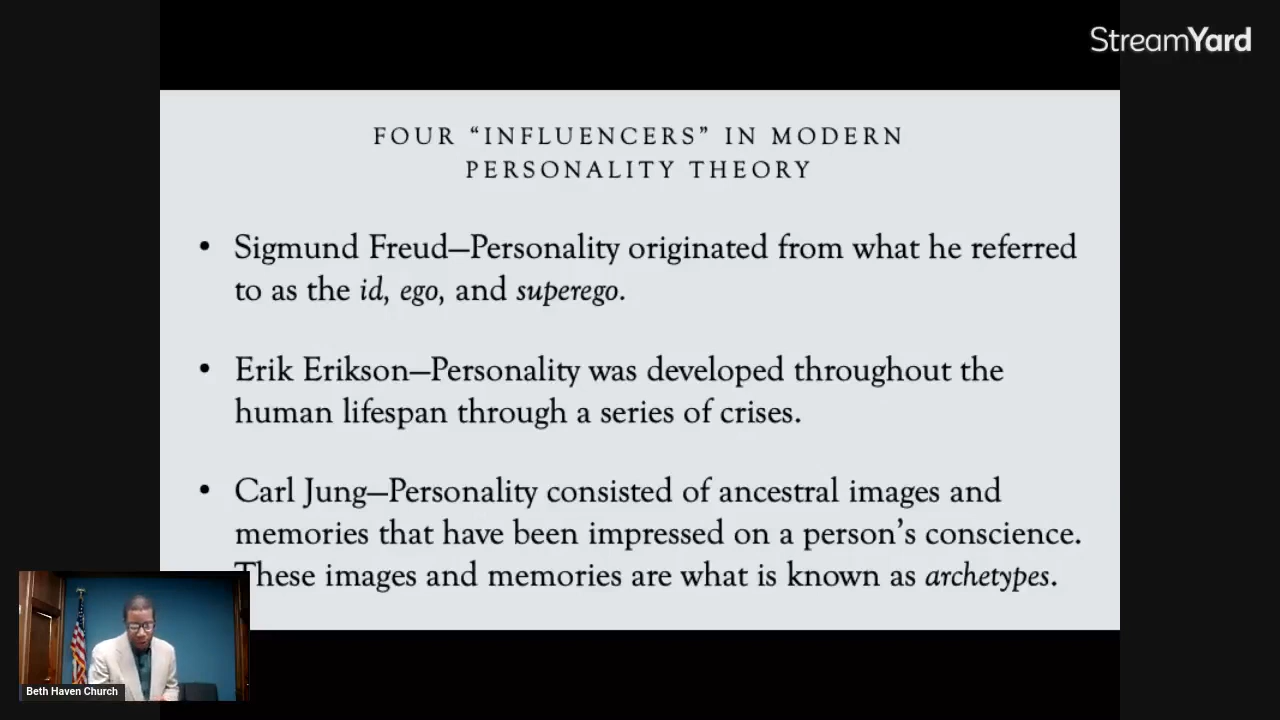 StreamYard
FOUR “INFLUENCERS” IN MODERN
PERSONALITY THEORY
• Sigmund Freud—Personality originated from what he referred
to as the id, ego, and superego.
• Erik Erikson—Personality was developed throughout the
human lifespan through a series of crises.
• Carl Jung—Personality consisted of ancestral images and
memories that have been impressed on a person’s conscience.
These images and memories are what is known as archetypes.
Beth Haven Church